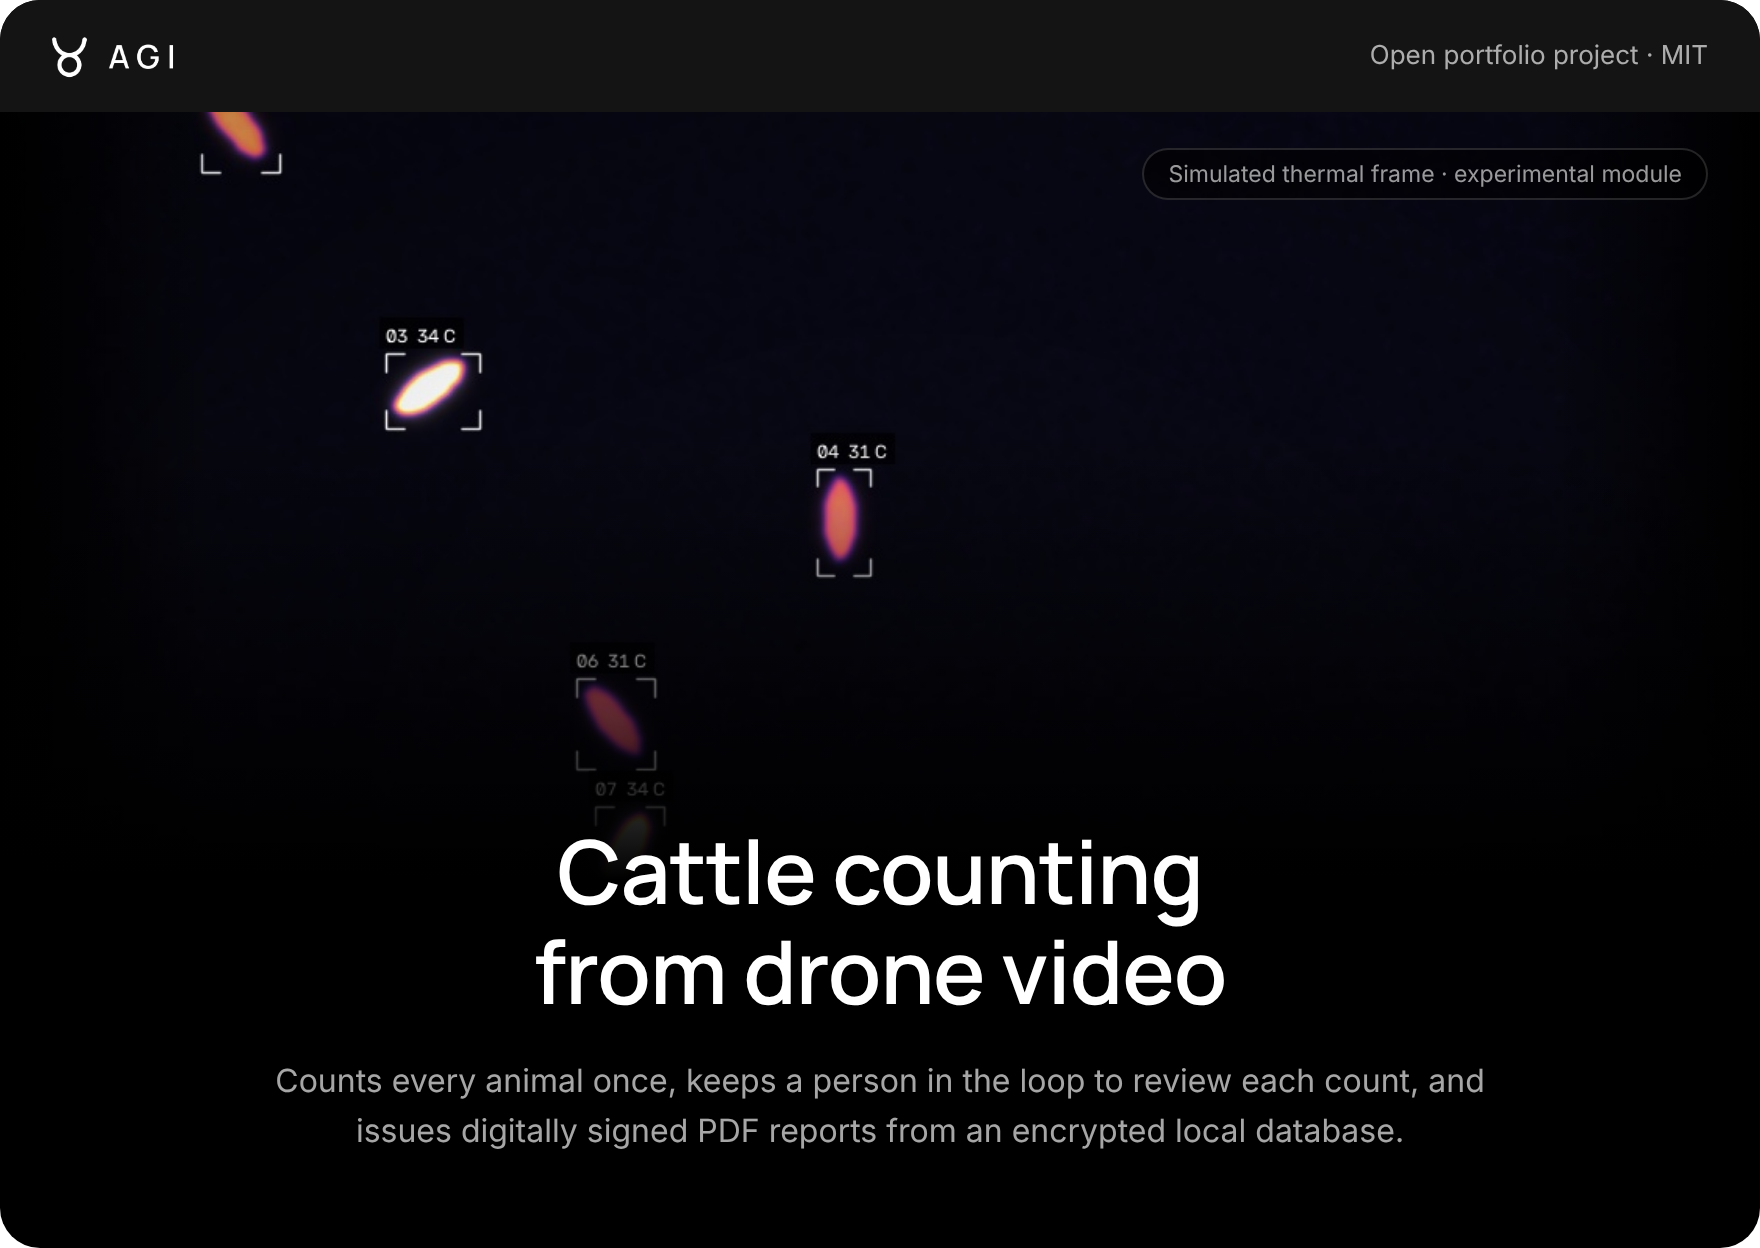 AGI
Open portfolio project · MIT
Simulated thermal frame · experimental module
03 34 C
04 31 C
06 31 C
07 34 C
Cattle counting
from drone video
Counts every animal once, keeps a person in the loop to review each count, and
issues digitally signed PDF reports from an encrypted local database.